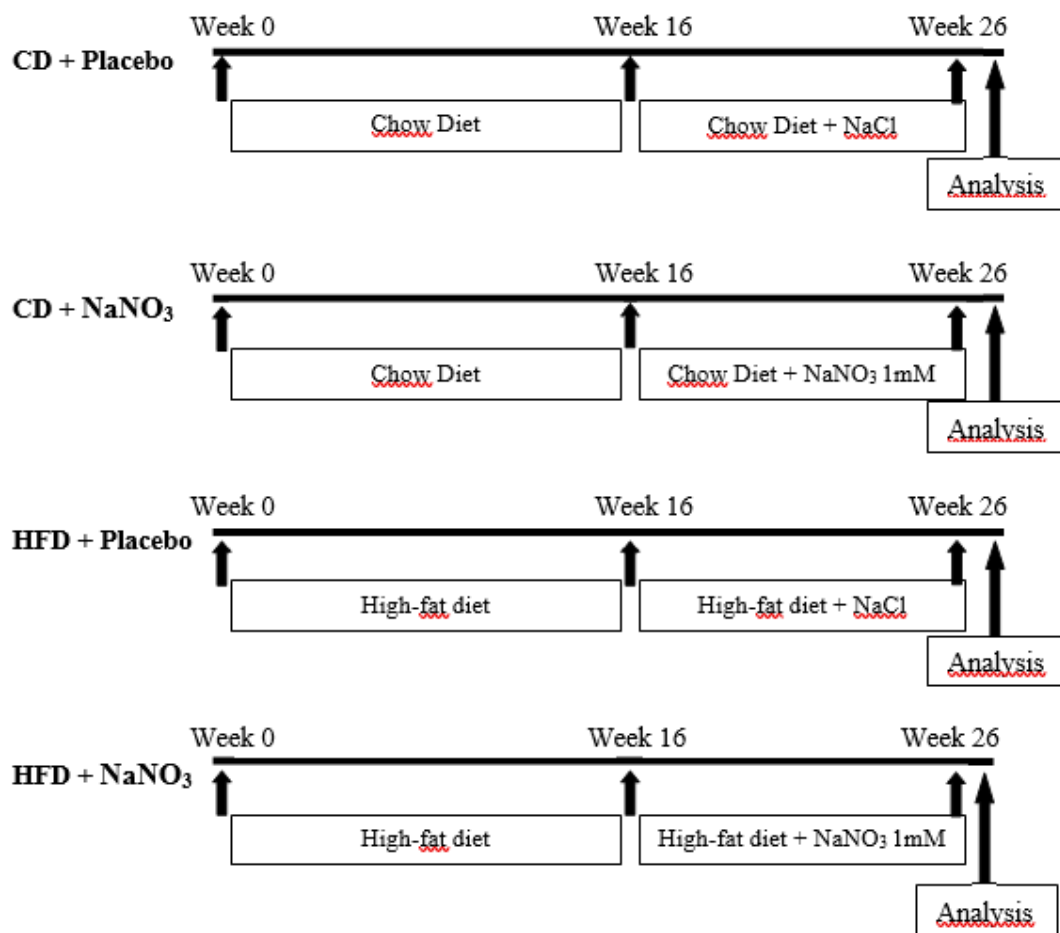 Week 0 Week 16 Week 26
CD + Placebo
Chow Diet Chow Diet + NaCl
Analysis
Week 0 Week 16 Week 26
CD + NaNO₃
Chow Diet Chow Diet + NaNO₃ 1mM
Analysis
Week 0 Week 16 Week 26
HFD + Placebo
High-fat diet High-fat diet + NaCl
Analysis
Week 0 Week 16 Week 26
HFD + NaNO₃
High-fat diet High-fat diet + NaNO₃ 1mM
Analysis